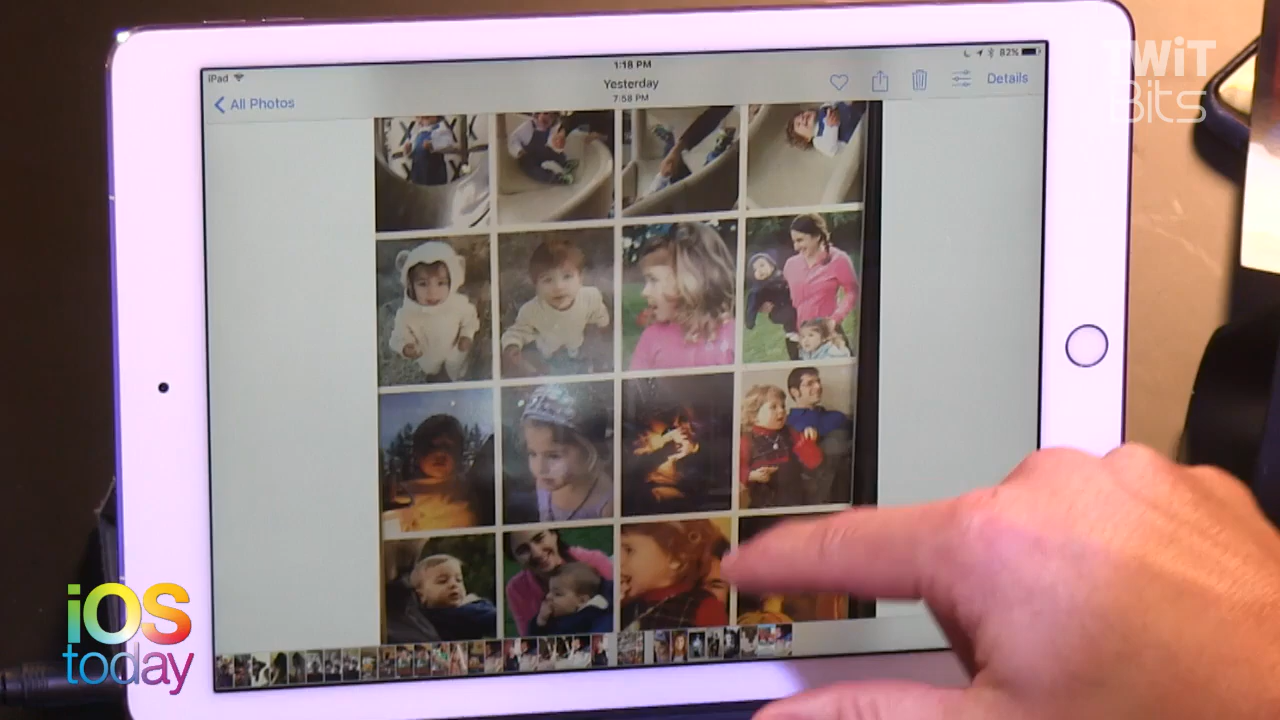 iPad
1:18 PM
82%
All Photos
Yesterday
7:58 PM
Details
TWiT
Bits
iOS
today